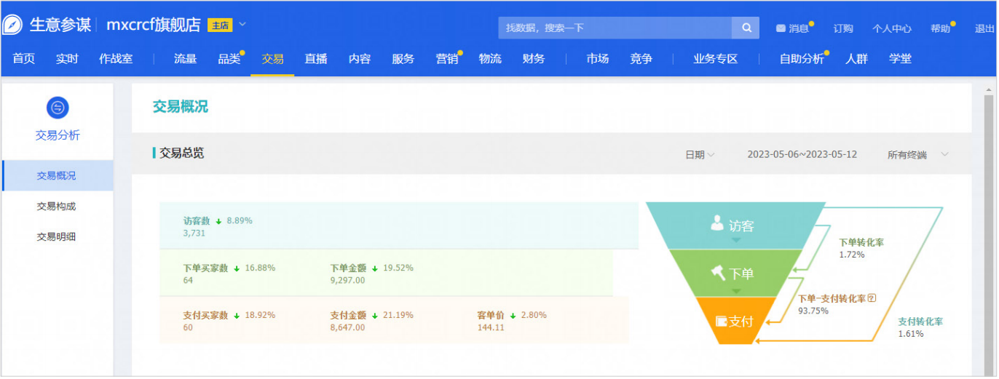 生意参谋 mxcrcf旗舰店 主店
找数据，搜索一下
消息 订购 个人中心 帮助 退出
首页 实时 作战室 流量 品类 交易 直播 内容 服务 营销 物流 财务 市场 竞争 业务专区 自助分析 人群 学堂
交易分析
交易概况
交易构成
交易明细
交易概况
交易总览
日期 2023-05-06~2023-05-12 所有终端
访客数 8.89%
3,731
下单买家数 16.88% 下单金额 19.52%
64 9,297.00
支付买家数 18.92% 支付金额 21.19% 客单价 2.80%
60 8,647.00 144.11
访客
下单
支付
下单转化率
1.72%
下单-支付转化率
93.75%
支付转化率
1.61%